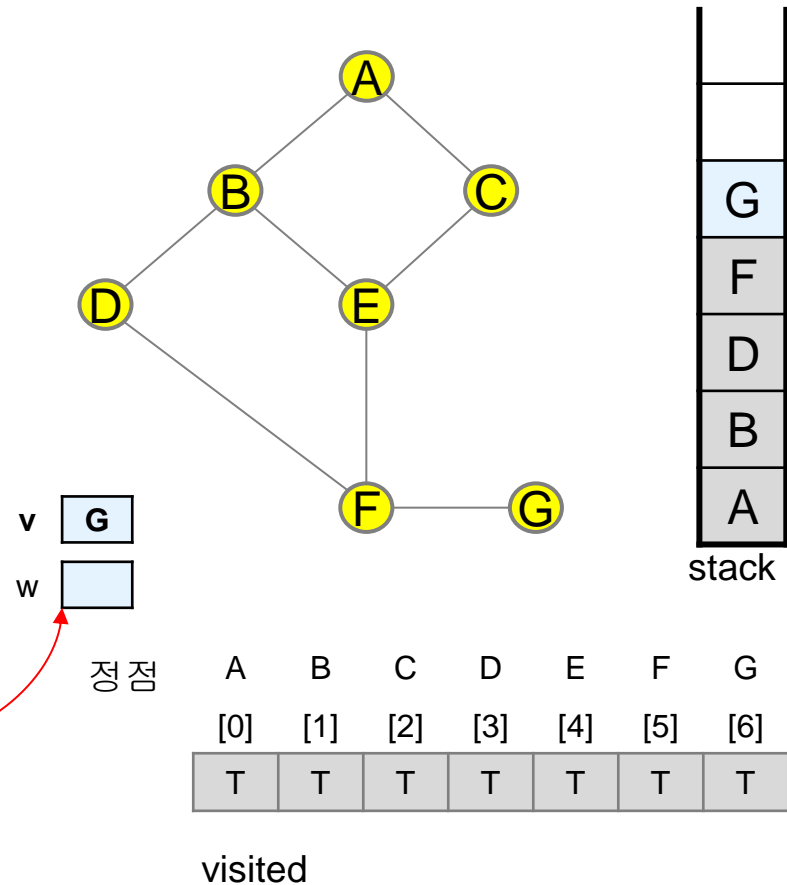 A
B
C
D
E
F
G
G
F
D
B
A
stack
v G
w
정점 A B C D E F G
[0] [1] [2] [3] [4] [5] [6]
T T T T T T T
visited